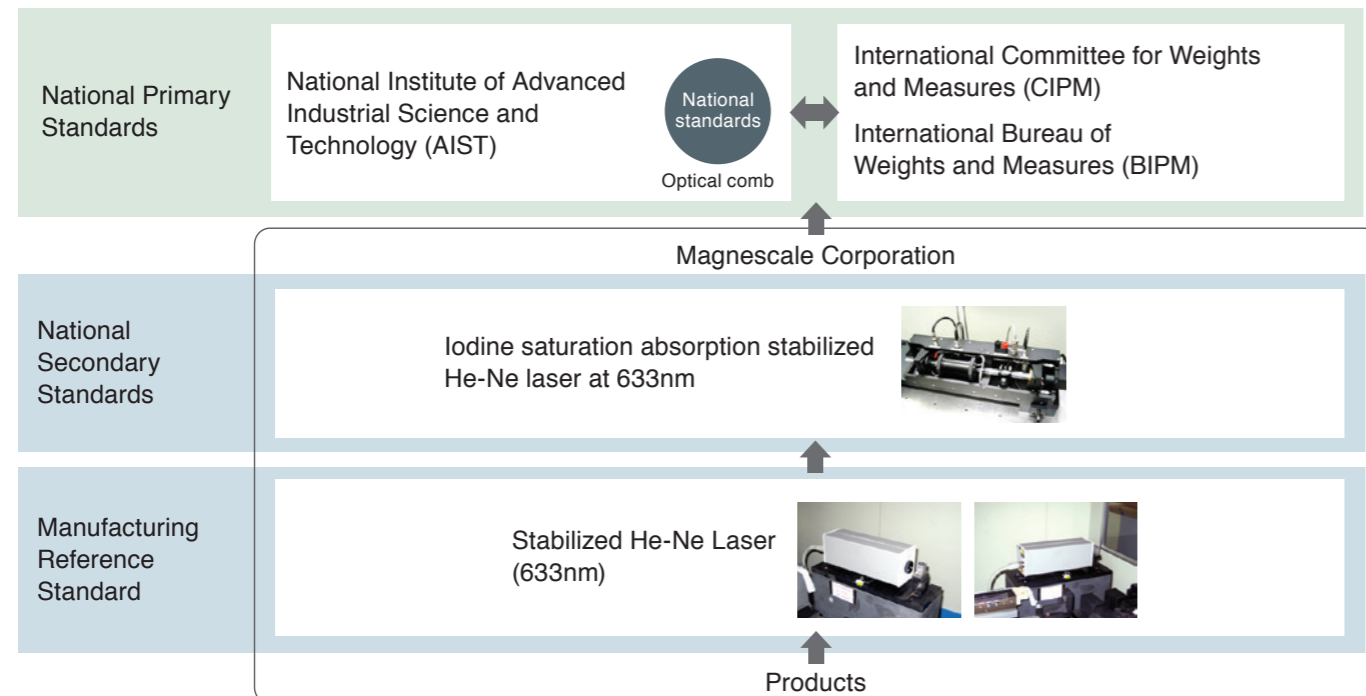 National Primary
Standards
National Institute of Advanced
Industrial Science and
Technology (AIST)
National
standards
Optical comb
International Committee for Weights
and Measures (CIPM)
International Bureau of
Weights and Measures (BIPM)
Magnescale Corporation
National
Secondary
Standards
Iodine saturation absorption stabilized
He-Ne laser at 633nm
Manufacturing
Reference
Standard
Stabilized He-Ne Laser
(633nm)
Products